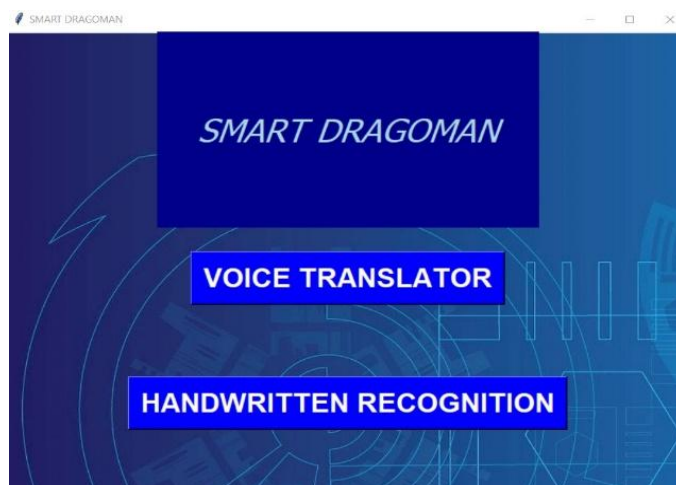 SMART DRAGOMAN
SMART DRAGOMAN
VOICE TRANSLATOR
HANDWRITTEN RECOGNITION